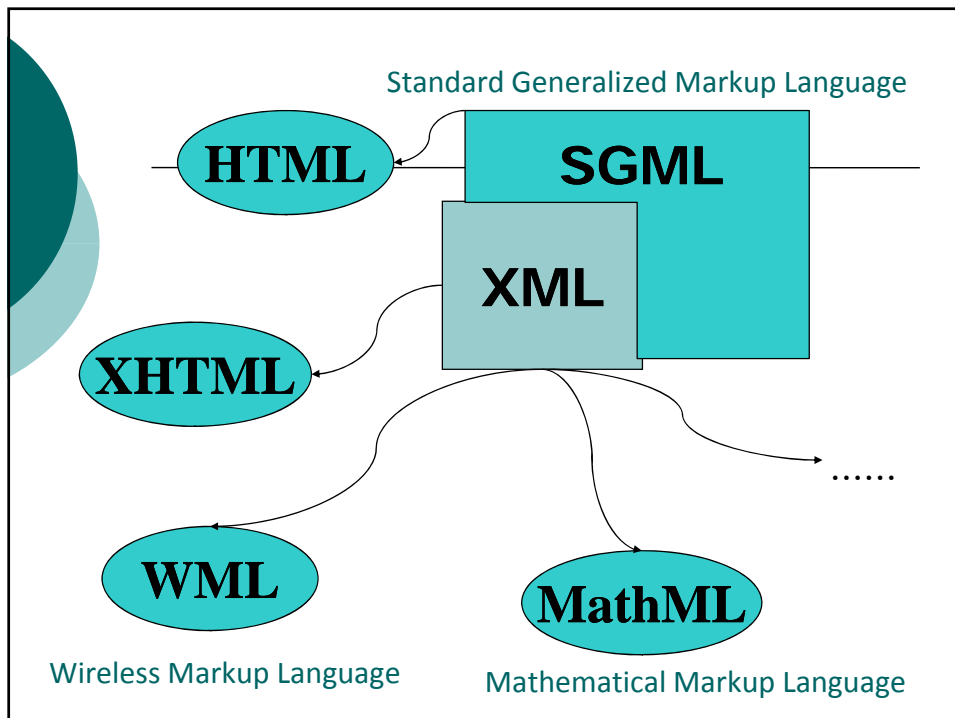 Standard Generalized Markup Language
HTML
SGML
XML
XHTML
......
WML
MathML
Wireless Markup Language
Mathematical Markup Language